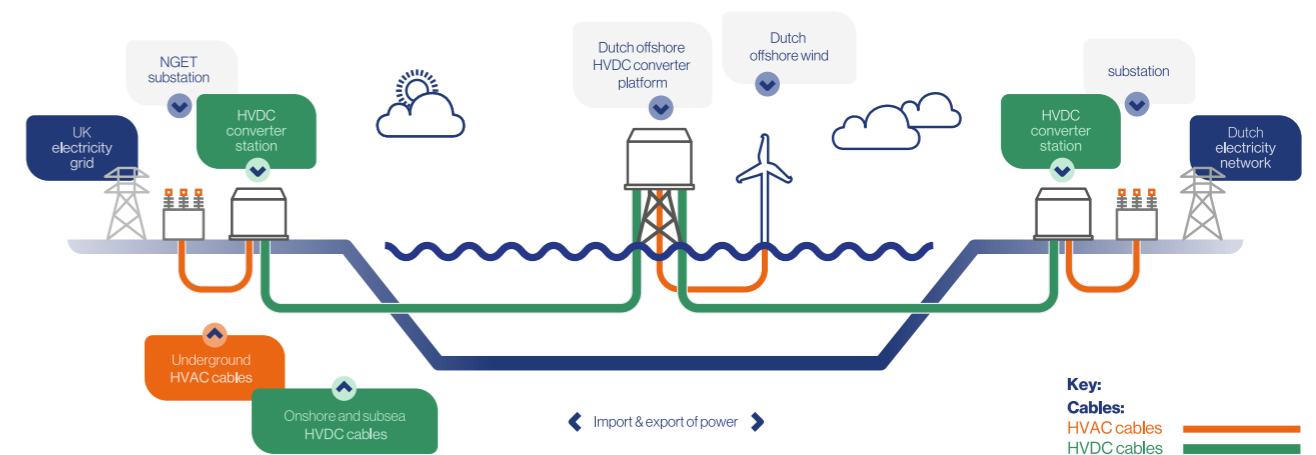 NGET
substation
HVDC
converter
station
UK
electricity
grid
Dutch offshore
HVDC converter
platform
Dutch
offshore wind
substation
HVDC
converter
station
Dutch
electricity
network
Underground
HVAC cables
Onshore and subsea
HVDC cables
Import & export of power
Key:
Cables:
HVAC cables
HVDC cables